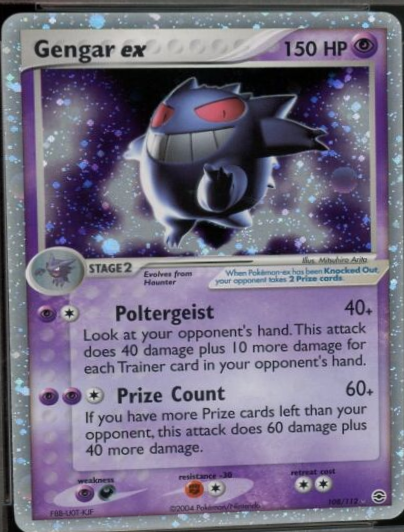 Gengar ex 150 HP
Illus. Mitsuhiro Arita
STAGE 2 Evolves from
Haunter
When Pokémon-ex has been Knocked Out,
your opponent takes 2 Prize cards.
Poltergeist 40+
Look at your opponent's hand. This attack
does 40 damage plus 10 more damage for
each Trainer card in your opponent's hand.
Prize Count 60+
If you have more Prize cards left than your
opponent, this attack does 60 damage plus
40 more damage.
weakness resistance -30 retreat cost
©2004 Pokémon/Nintendo
108/112